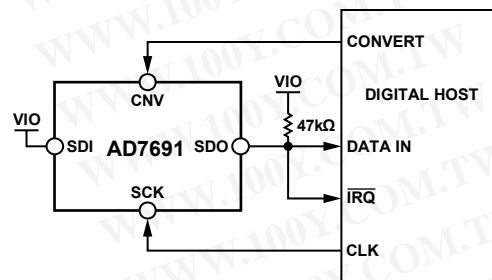 CONVERT
VIO
CNV
VIO
DIGITAL HOST
47kΩ
SDI
AD7691
SDO
DATA IN
SCK
IRQ
CLK
WWW.100Y.COM.TW